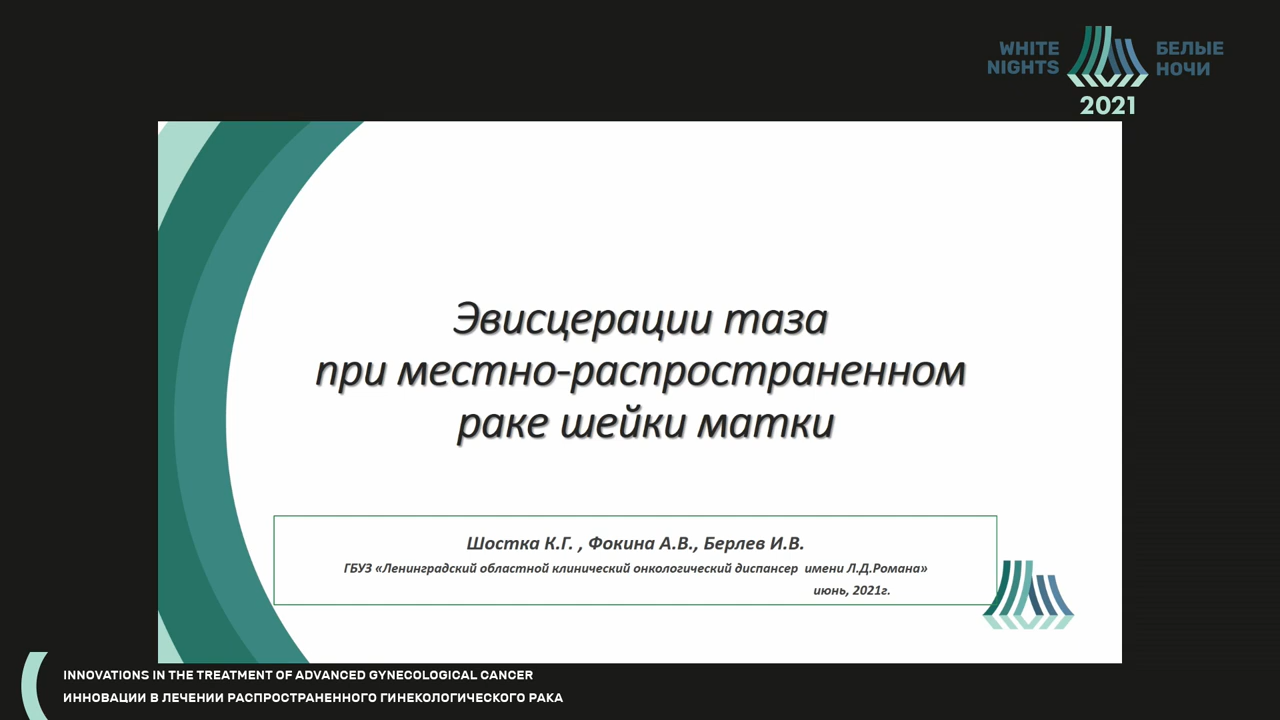 WHITE NIGHTS
БЕЛЫЕ НОЧИ
2021
Эвисцерации таза
при местно-распространенном
раке шейки матки
Шостка К.Г. , Фокина А.В., Берлев И.В.
ГБУЗ «Ленинградский областной клинический онкологический диспансер имени Л.Д.Романа»
июнь, 2021г.
INNOVATIONS IN THE TREATMENT OF ADVANCED GYNECOLOGICAL CANCER
ИННОВАЦИИ В ЛЕЧЕНИИ РАСПРОСТРАНЕННОГО ГИНЕКОЛОГИЧЕСКОГО РАКА